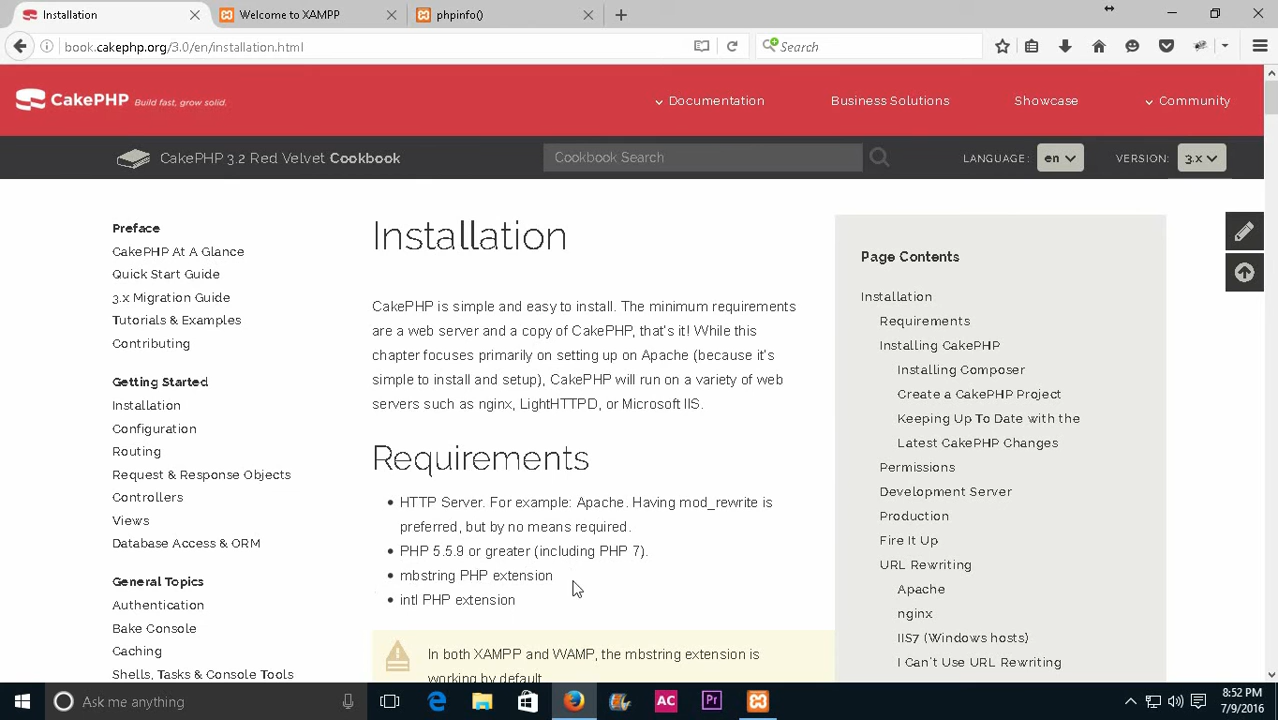 Installation
Welcome to XAMPP
phpinfo()
book.cakephp.org/3.0/en/installation.html
Search
CakePHP Build fast, grow solid.
Documentation
Business Solutions
Showcase
Community
CakePHP 3.2 Red Velvet Cookbook
Cookbook Search
LANGUAGE: en
VERSION: 3.x
Preface
CakePHP At A Glance
Quick Start Guide
3.x Migration Guide
Tutorials & Examples
Contributing
Getting Started
Installation
Configuration
Routing
Request & Response Objects
Controllers
Views
Database Access & ORM
General Topics
Authentication
Bake Console
Caching
Shells, Tasks & Console Tools
Installation
CakePHP is simple and easy to install. The minimum requirements
are a web server and a copy of CakePHP, that's it! While this
chapter focuses primarily on setting up on Apache (because it's
simple to install and setup), CakePHP will run on a variety of web
servers such as nginx, LightHTTPD, or Microsoft IIS.
Requirements
• HTTP Server. For example: Apache. Having mod_rewrite is
preferred, but by no means required.
• PHP 5.5.9 or greater (including PHP 7).
• mbstring PHP extension
• intl PHP extension
In both XAMPP and WAMP, the mbstring extension is
working by default.
Page Contents
Installation
Requirements
Installing CakePHP
Installing Composer
Create a CakePHP Project
Keeping Up To Date with the
Latest CakePHP Changes
Permissions
Development Server
Production
Fire It Up
URL Rewriting
Apache
nginx
IIS7 (Windows hosts)
I Can't Use URL Rewriting
Ask me anything
AC
Pr
8:52 PM
7/9/2016